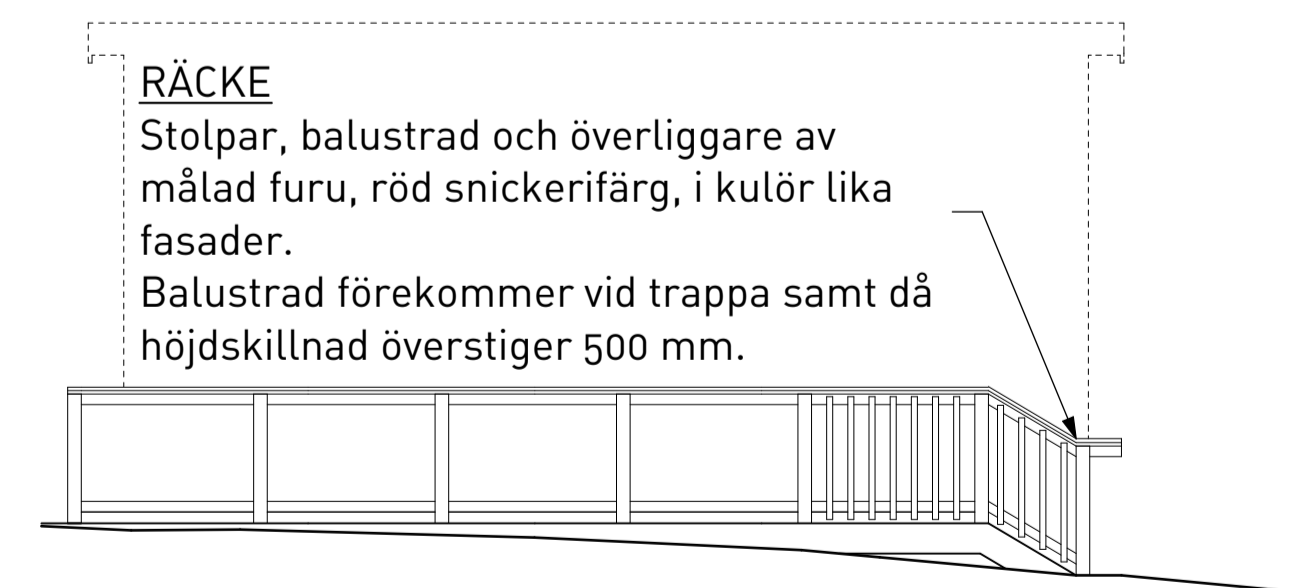 RÄCKE
Stolpar, balustrad och överliggare av
målad furu, röd snickerifärg, i kulör lika
fasader.
Balustrad förekommer vid trappa samt då
höjdskillnad överstiger 500 mm.